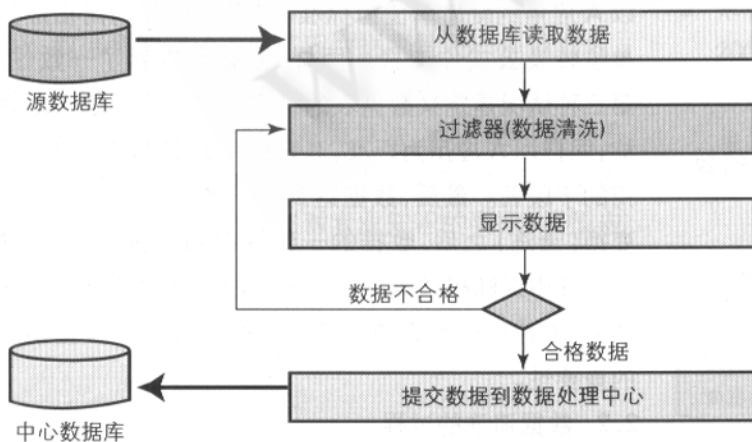 从数据库读取数据
源数据库
过滤器(数据清洗)
显示数据
数据不合格
合格数据
提交数据到数据处理中心
中心数据库